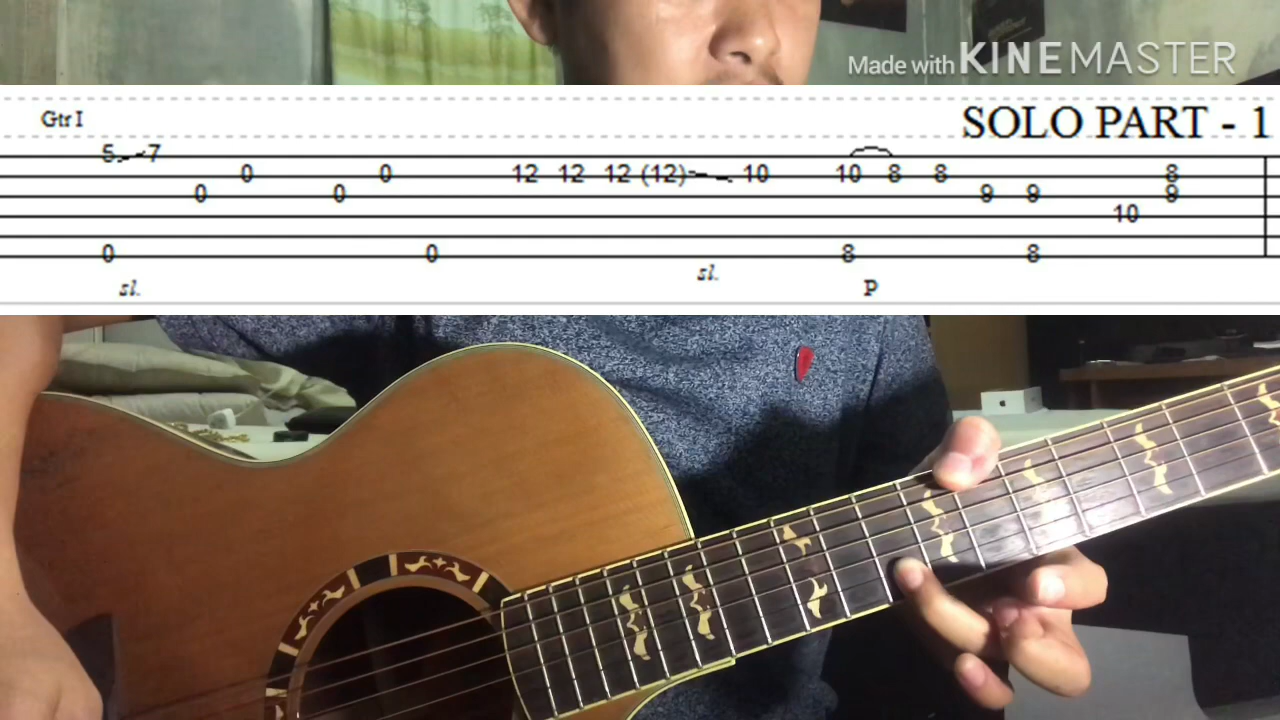 Made with KINEMASTER
Gtr I
SOLO PART - 1
5 7
0 0 12 12 12 (12) 10 10 8 8 8
0 0 9 9 9
10
0 0 8 8
sl.
sl. P